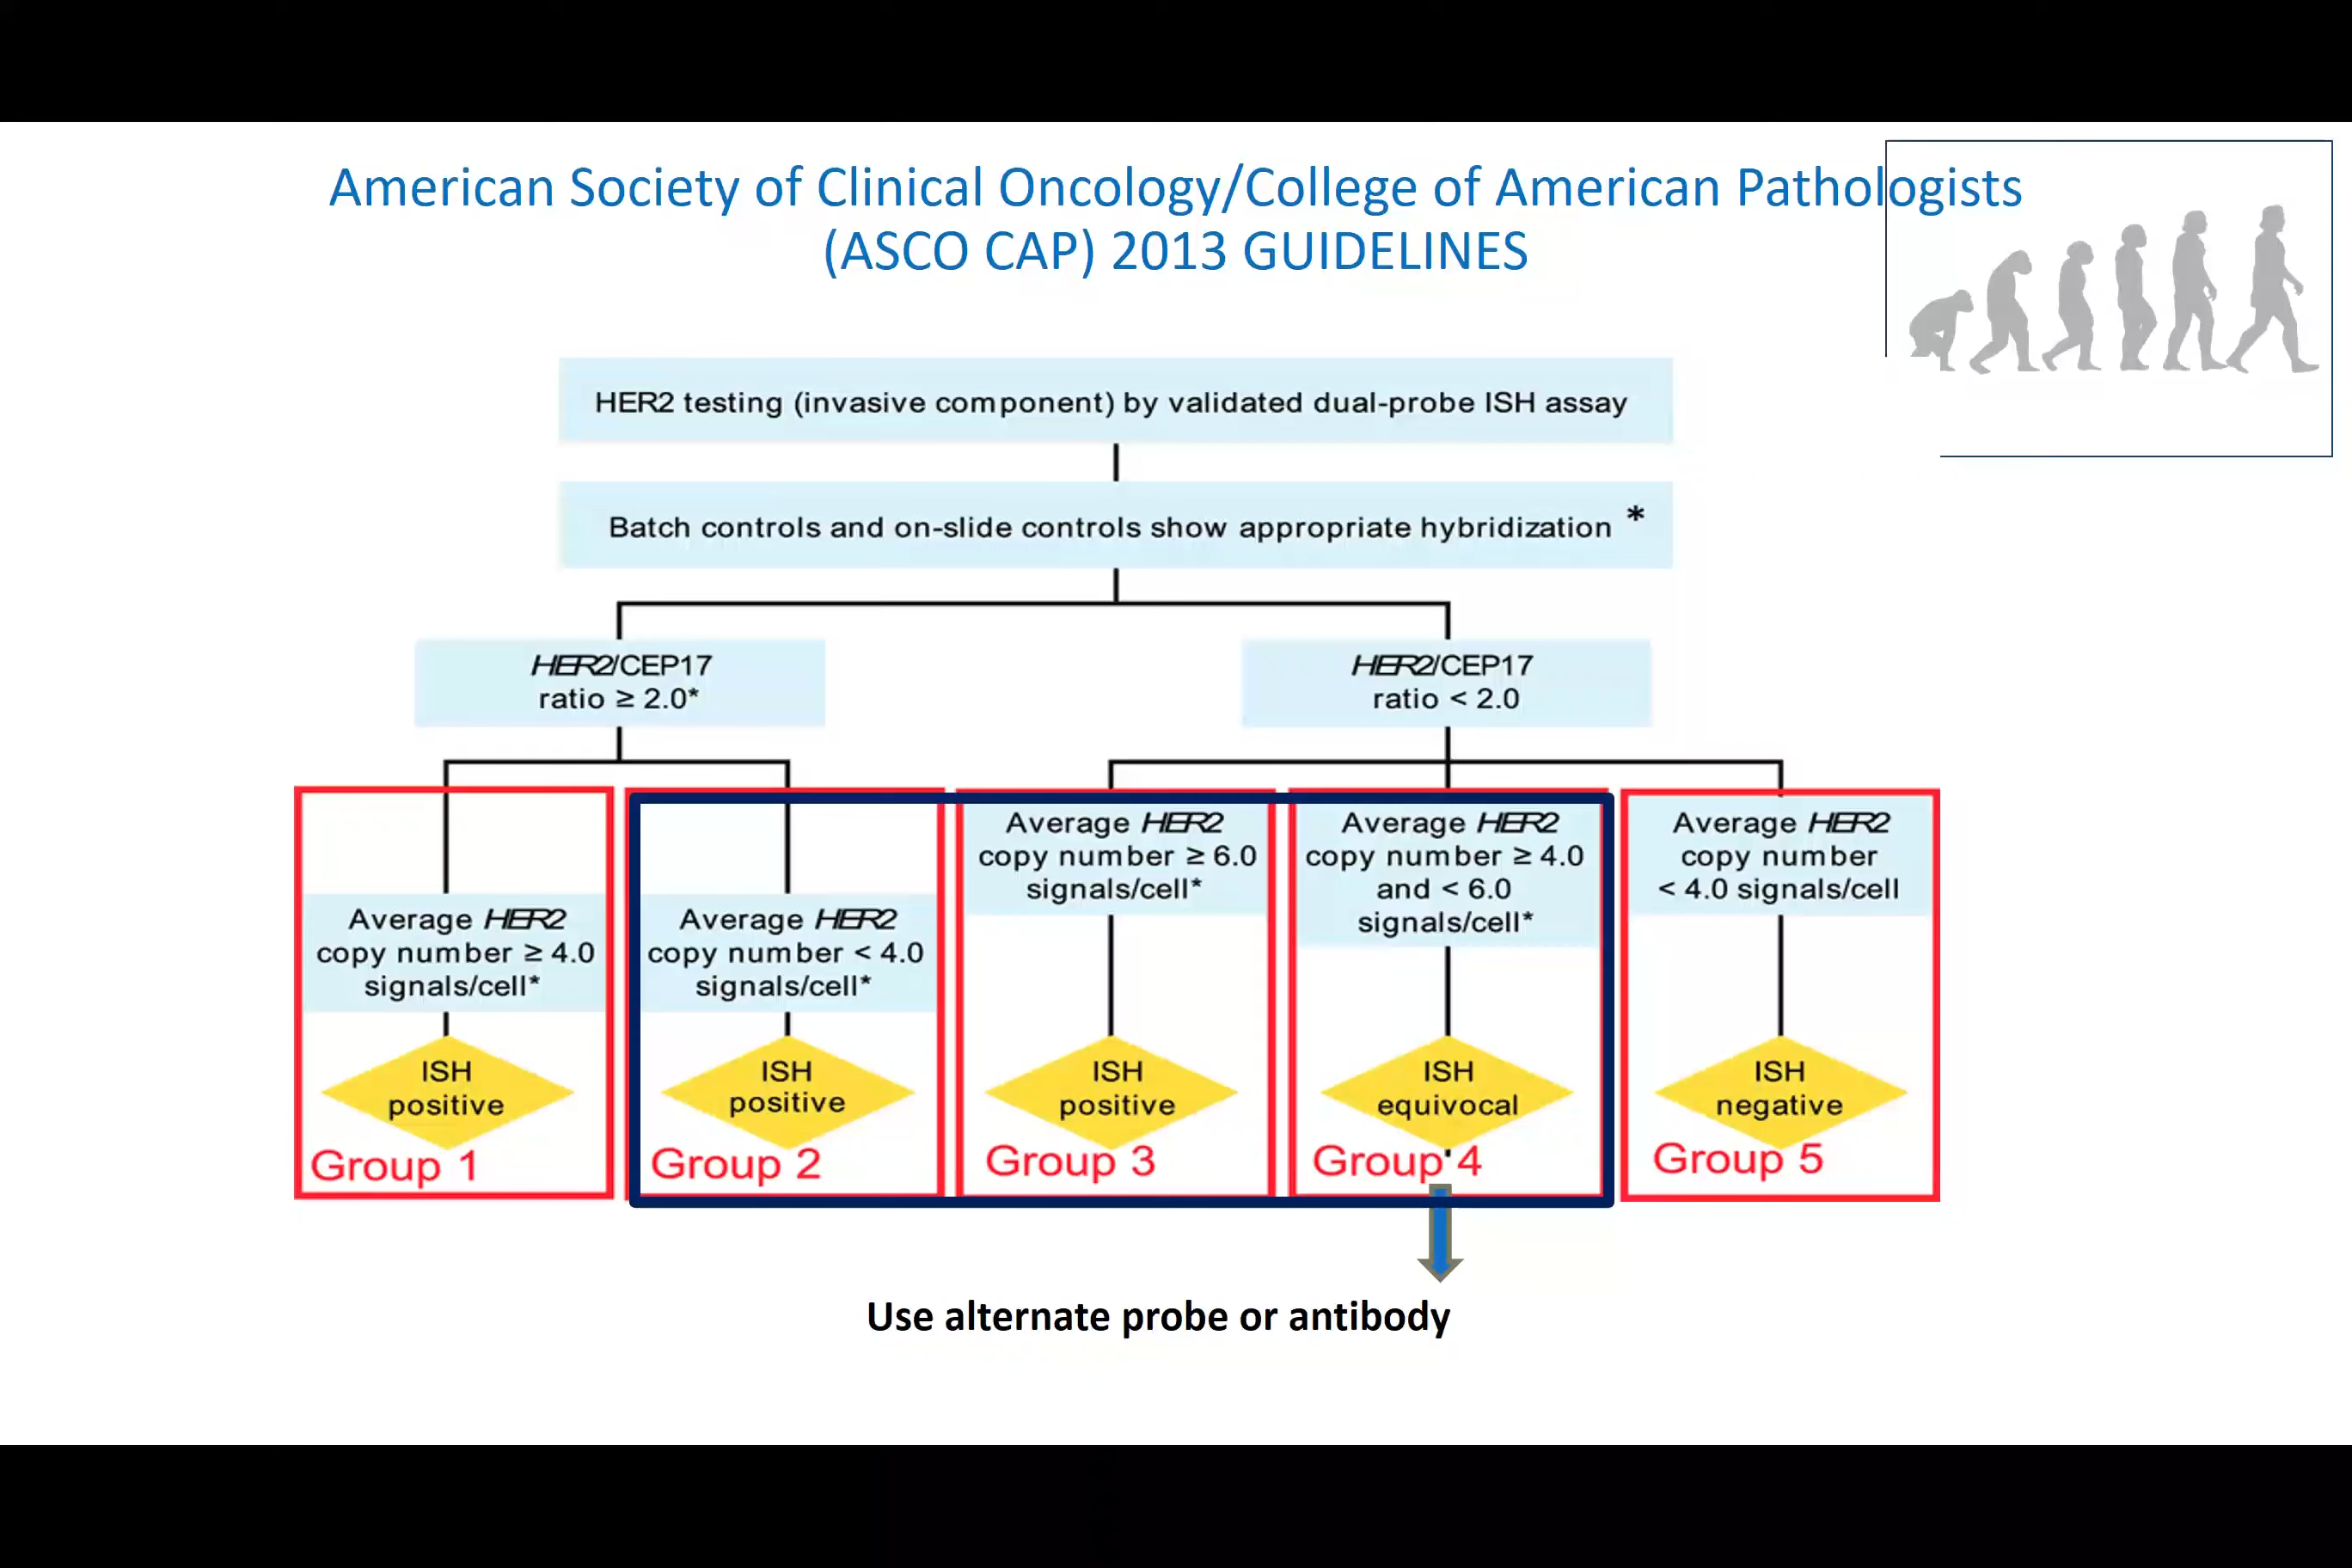 American Society of Clinical Oncology/College of American Pathologists
(ASCO CAP) 2013 GUIDELINES
HER2 testing (invasive component) by validated dual-probe ISH assay
Batch controls and on-slide controls show appropriate hybridization *
HER2/CEP17
ratio ≥ 2.0*
HER2/CEP17
ratio < 2.0
Average HER2
copy number ≥ 4.0
signals/cell*
ISH
positive
Group 1
Average HER2
copy number < 4.0
signals/cell*
ISH
positive
Group 2
Average HER2
copy number ≥ 6.0
signals/cell*
ISH
positive
Group 3
Average HER2
copy number ≥ 4.0
and < 6.0
signals/cell*
ISH
equivocal
Group 4
Average HER2
copy number
< 4.0 signals/cell
ISH
negative
Group 5
Use alternate probe or antibody